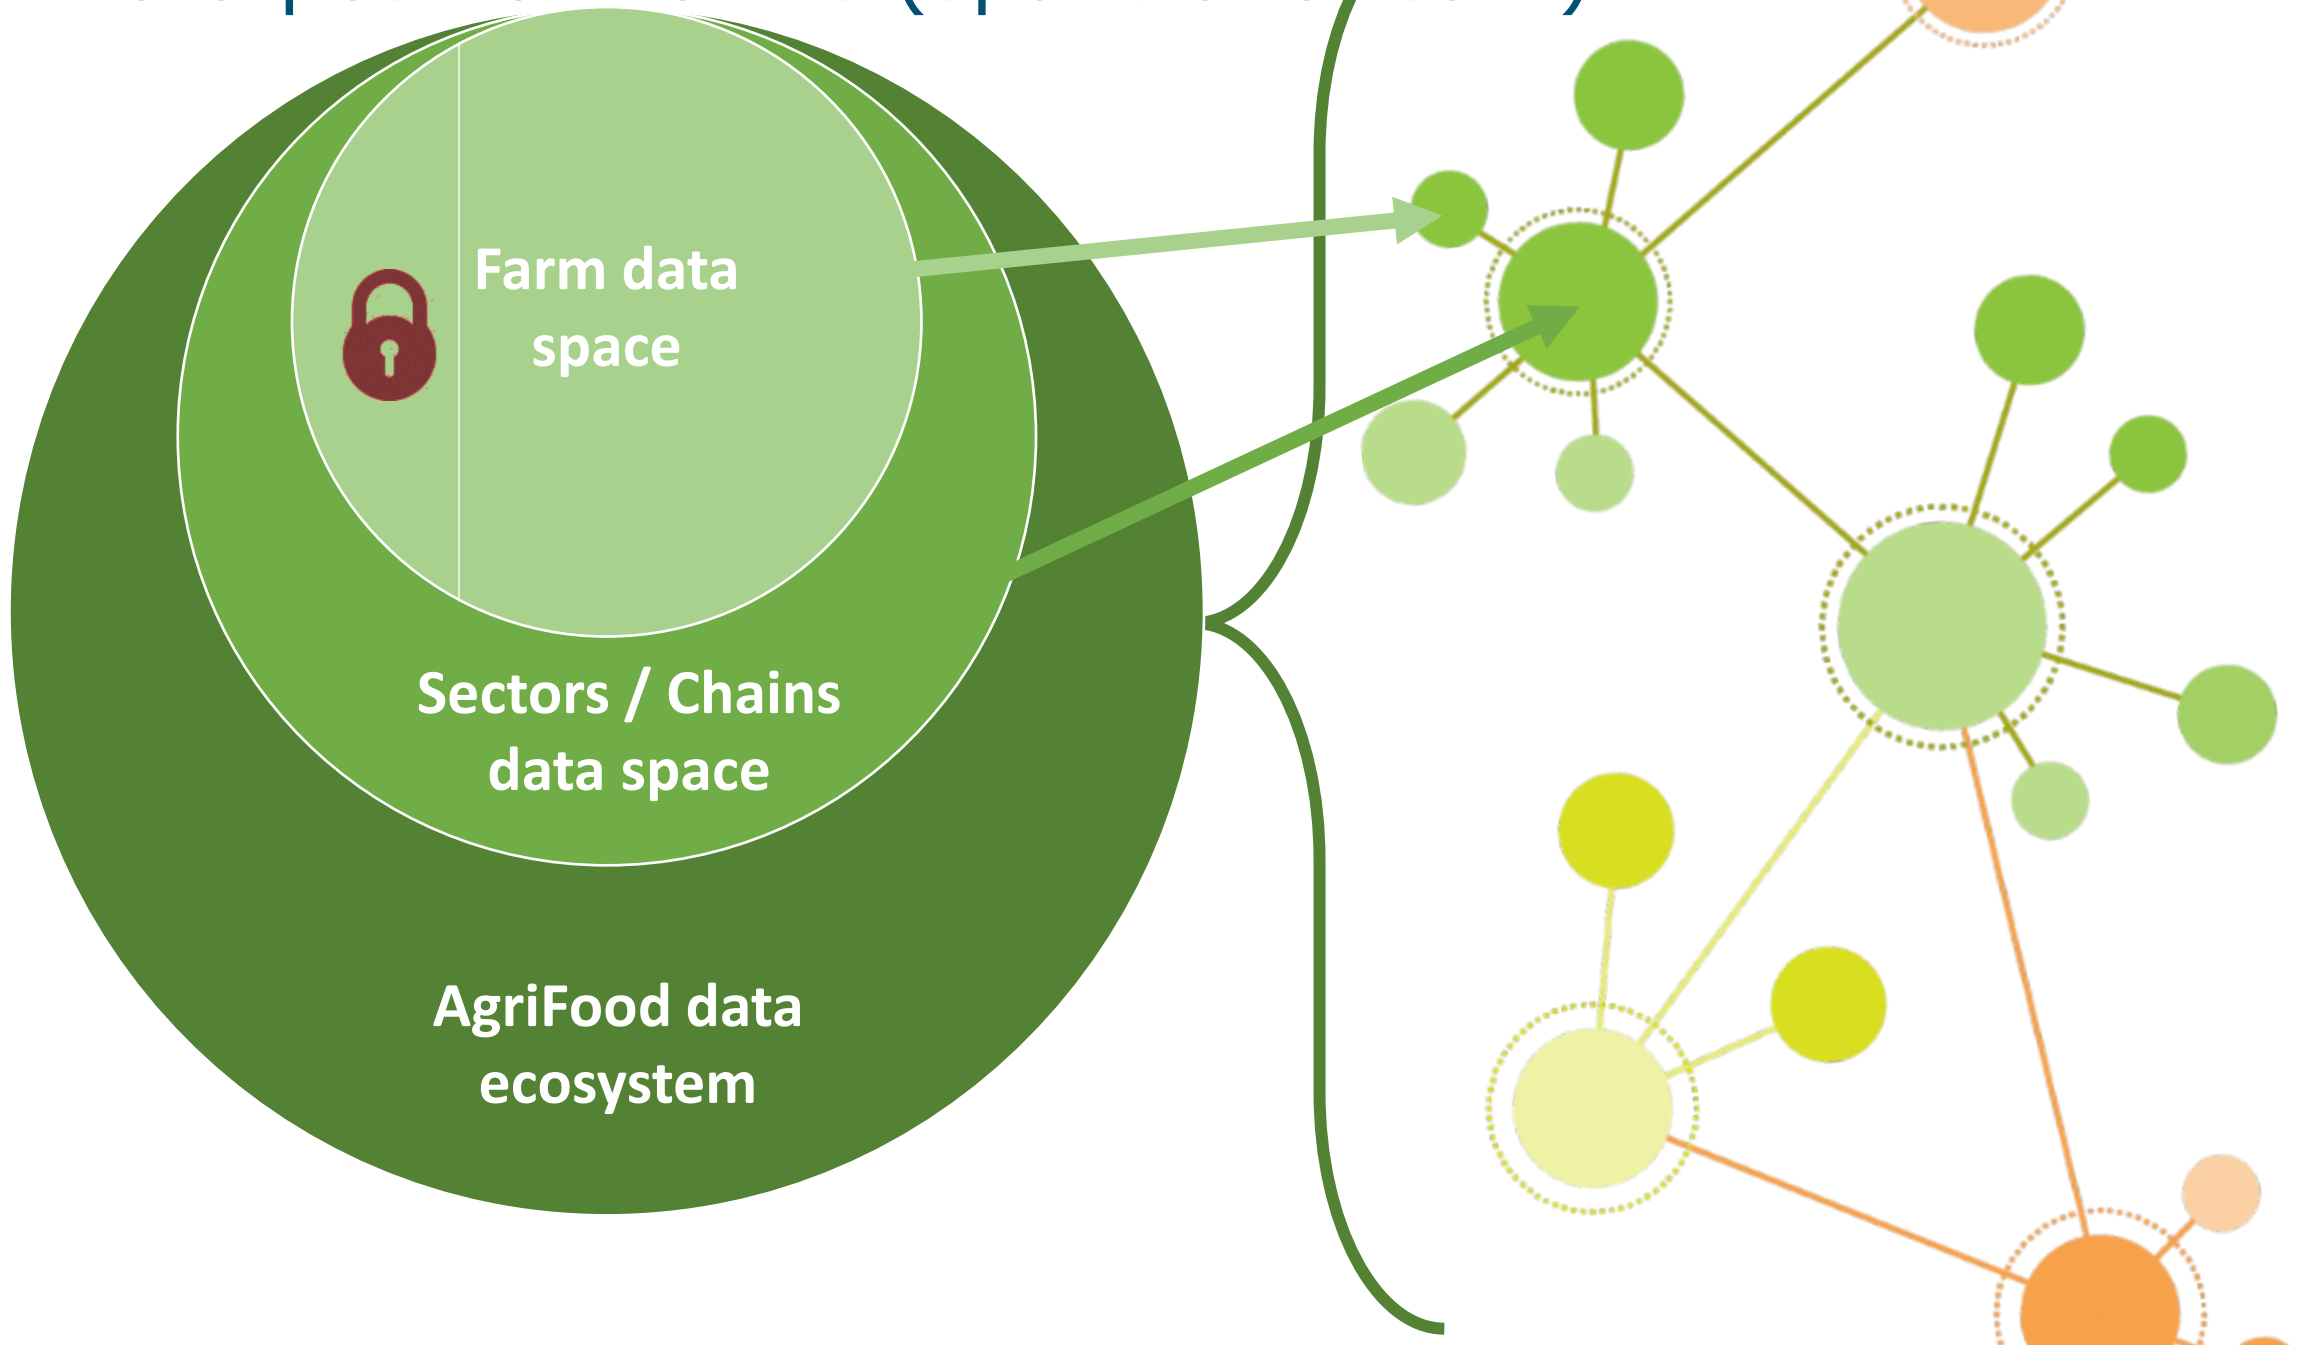 Farm data
space
Sectors / Chains
data space
AgriFood data
ecosystem